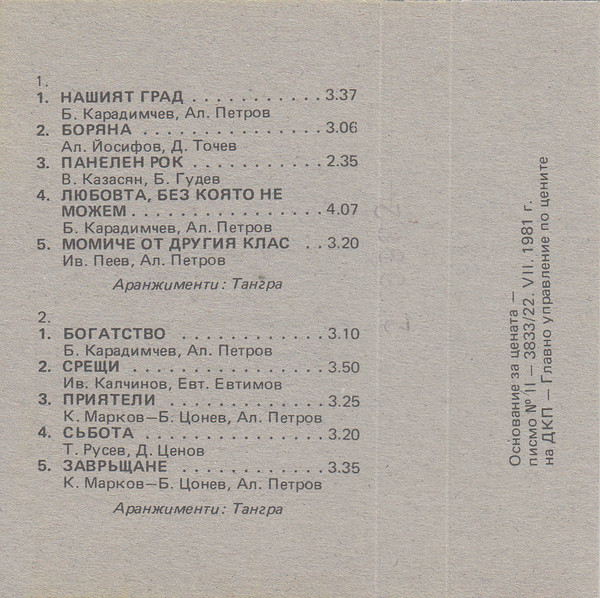 1.
1. НАШИЯТ ГРАД . . . . . . . . . . . 3.37
Б. Карадимчев, Ал. Петров
2. БОРЯНА . . . . . . . . . . . . . . . 3.06
Ал. Йосифов, Д. Точев
3. ПАНЕЛЕН РОК . . . . . . . . . . . 2.35
В. Казасян, Б. Гудев
4. ЛЮБОВТА, БЕЗ КОЯТО НЕ
МОЖЕМ . . . . . . . . . . . . . . . . 4.07
Б. Карадимчев, Ал. Петров
5. МОМИЧЕ ОТ ДРУГИЯ КЛАС . . 3.20
Ив. Пеев, Ал. Петров
Аранжименти: Тангра
2.
1. БОГАТСТВО . . . . . . . . . . . . 3.10
Б. Карадимчев, Ал. Петров
2. СРЕЩИ . . . . . . . . . . . . . . . 3.50
Ив. Калчинов, Евт. Евтимов
3. ПРИЯТЕЛИ . . . . . . . . . . . . . 3.25
К. Марков—Б. Цонев, Ал. Петров
4. СЬБОТА . . . . . . . . . . . . . . 3.20
Т. Русев, Д. Ценов
5. ЗАВРЬЩАНЕ . . . . . . . . . . . . 3.35
К. Марков—Б. Цонев, Ал. Петров
Аранжименти: Тангра
Основание за цената —
писмо № II — 3833/22. VII. 1981 г.
на ДКП — Главно управление по цените